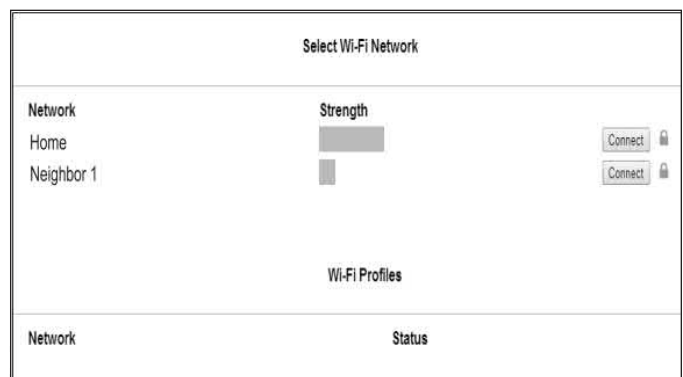 Select Wi-Fi Network
Network Strength
Home Connect
Neighbor 1 Connect
Wi-Fi Profiles
Network Status